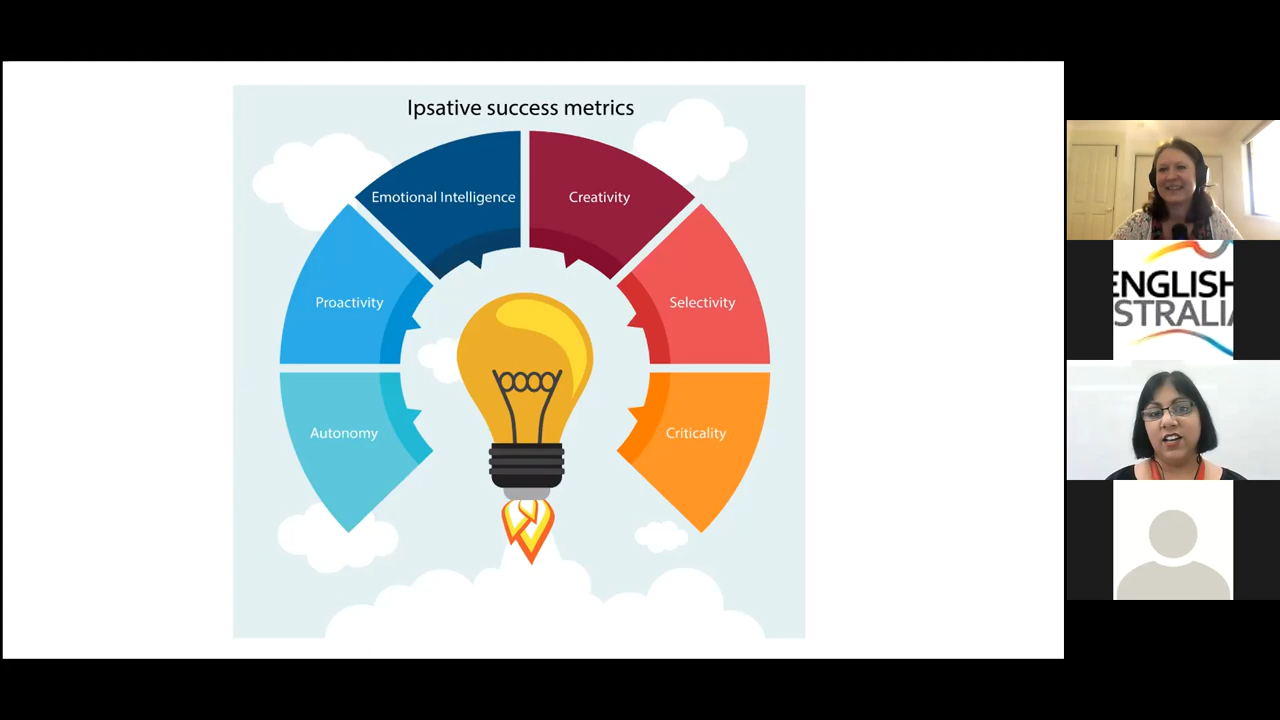 Ipsative success metrics
Emotional Intelligence
Creativity
Proactivity
Selectivity
Autonomy
Criticality
ENGLISH
STRALIA